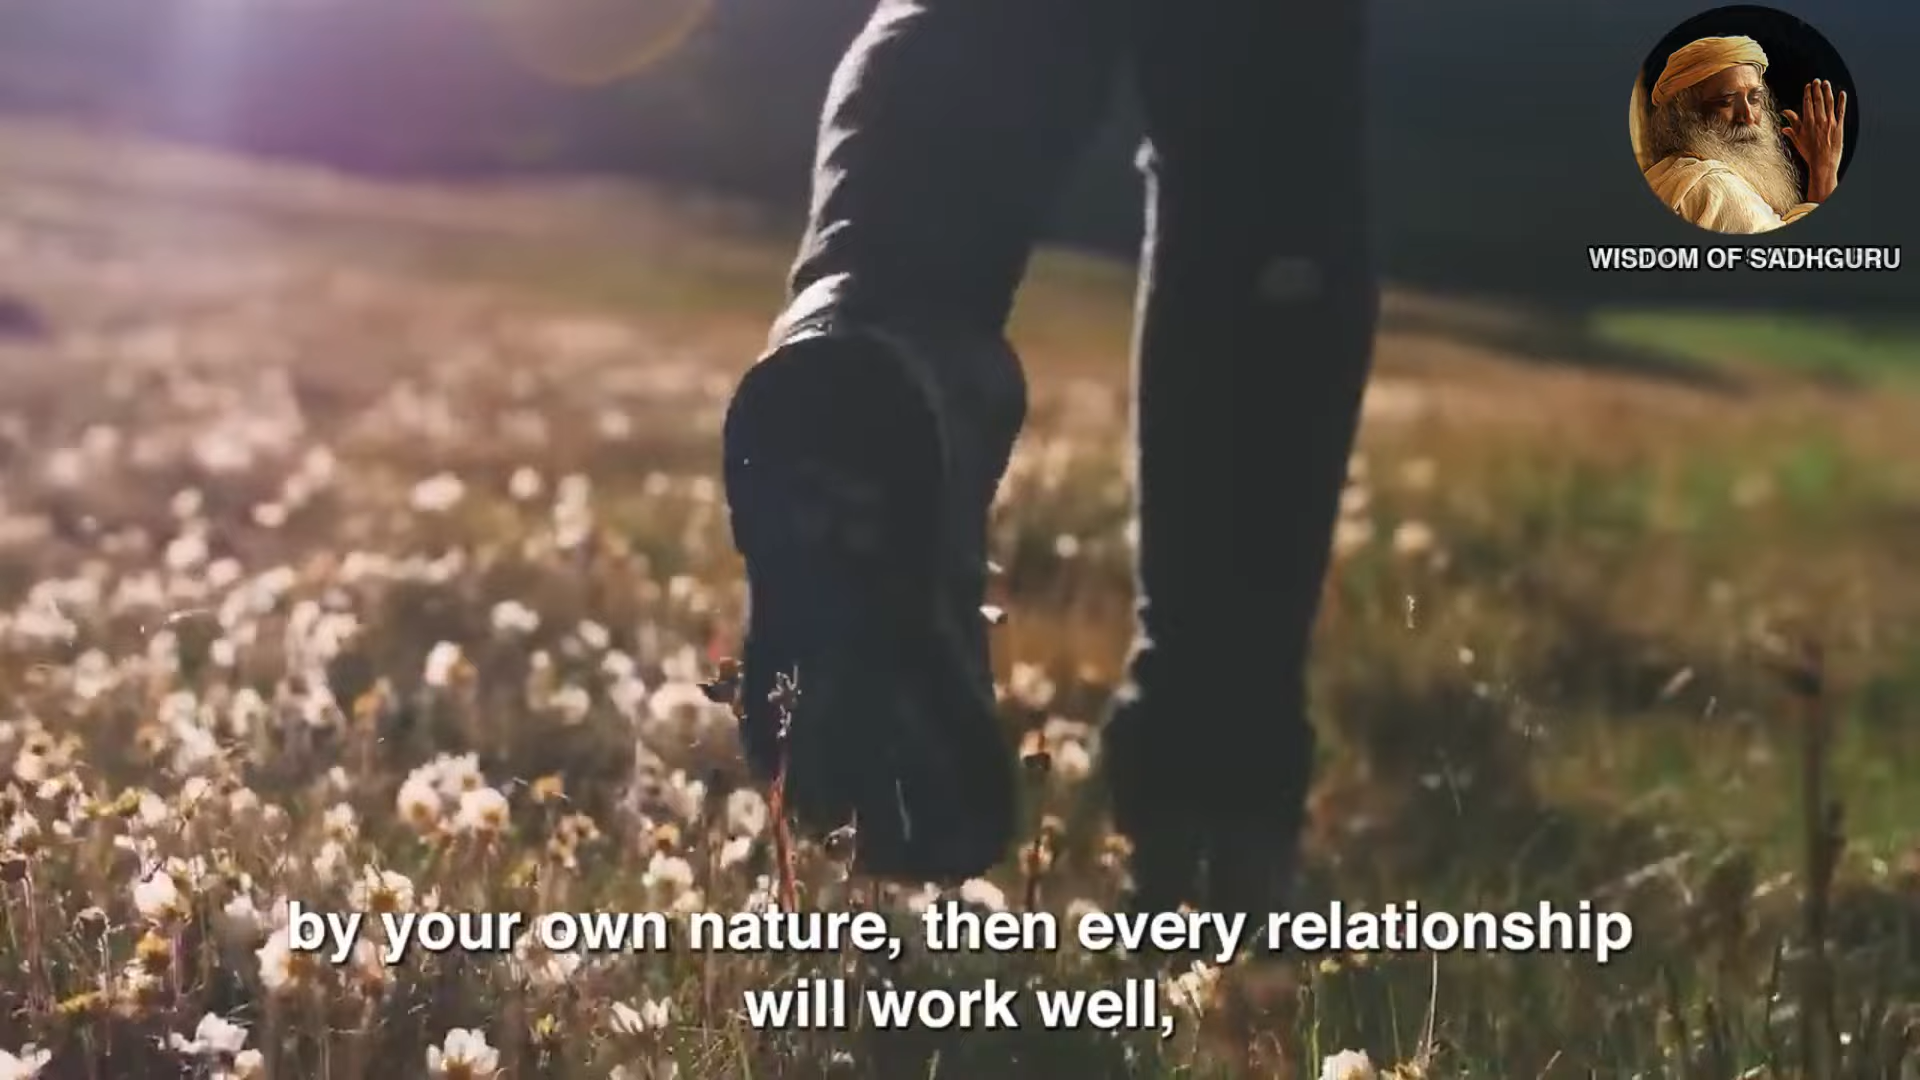 WISDOM OF SADHGURU
by your own nature, then every relationship
will work well,